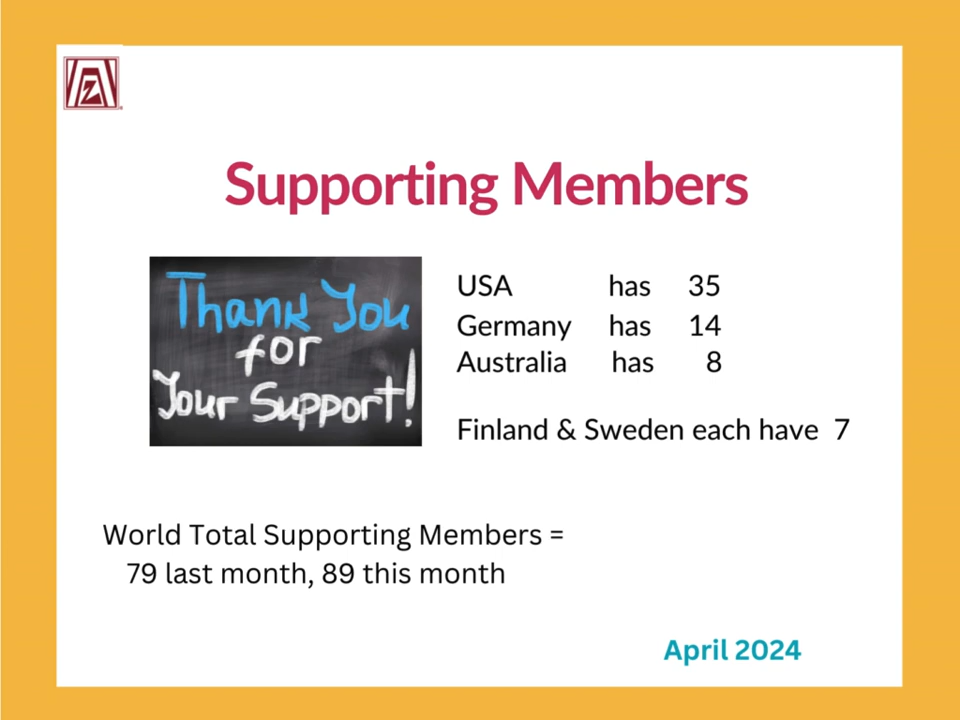 Supporting Members
Thank You
for
Your Support!
USA has 35
Germany has 14
Australia has 8
Finland & Sweden each have 7
World Total Supporting Members =
79 last month, 89 this month
April 2024